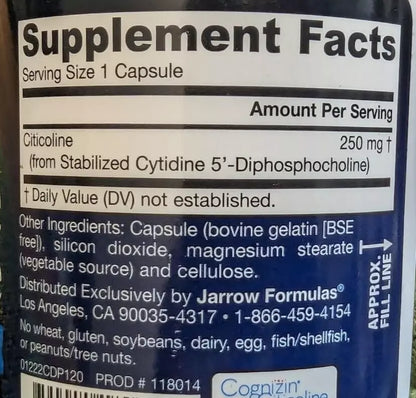 Supplement Facts
Serving Size 1 Capsule
Amount Per Serving
Citicoline 250 mg †
(from Stabilized Cytidine 5'-Diphosphocholine)
† Daily Value (DV) not established.
Other Ingredients: Capsule (bovine gelatin [BSE
free]), silicon dioxide, magnesium stearate
(vegetable source) and cellulose.
Distributed Exclusively by Jarrow Formulas®
Los Angeles, CA 90035-4317 • 1-866-459-4154
No wheat, gluten, soybeans, dairy, egg, fish/shellfish,
or peanuts/tree nuts.
01222CDP120 PROD # 118014
APPROX.
FILL LINE
Cognizin